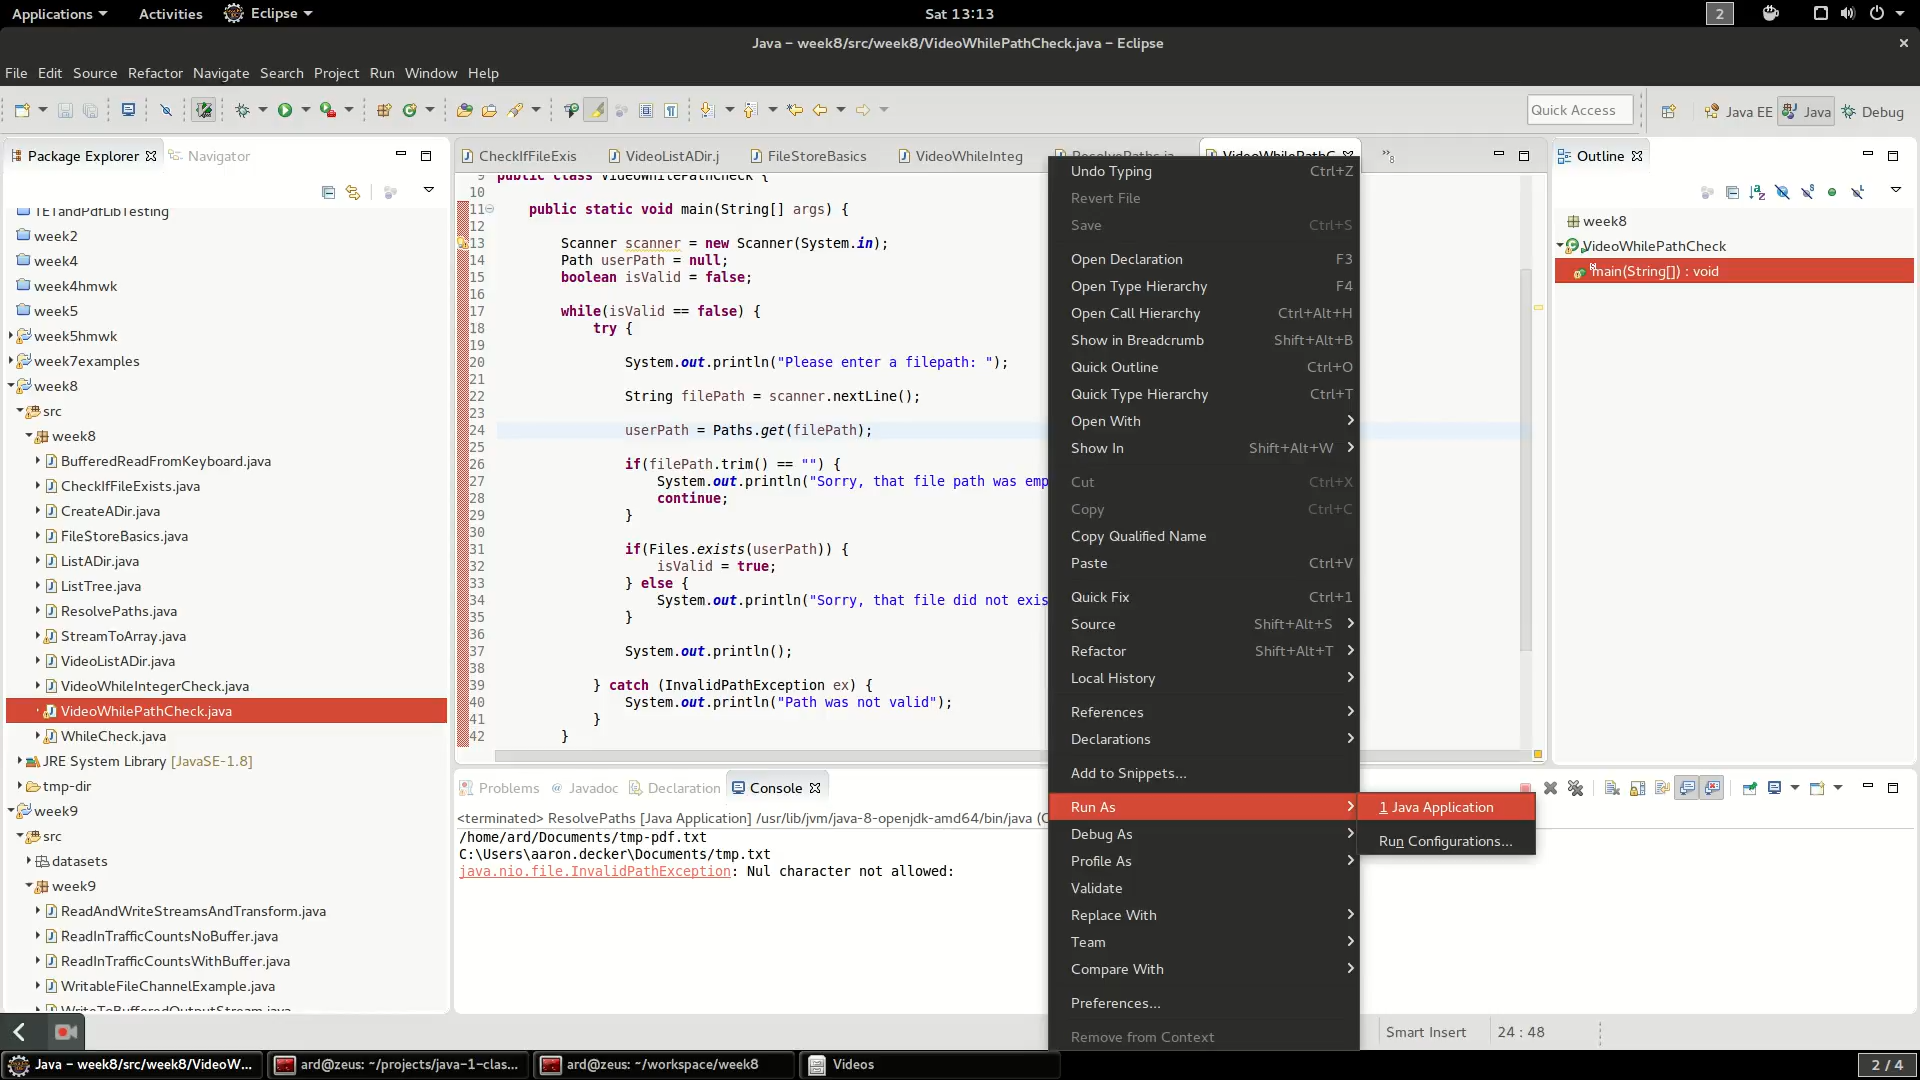 Applications Activities Eclipse Sat 13:13 2
Java – week8/src/week8/VideoWhilePathCheck.java – Eclipse
File Edit Source Refactor Navigate Search Project Run Window Help
Quick Access Java EE Java Debug
Package Explorer Navigator
TETandPdfLibTesting
week2
week4
week4hmwk
week5
week5hmwk
week7examples
week8
src
week8
BufferedReadFromKeyboard.java
CheckIfFileExists.java
CreateADir.java
FileStoreBasics.java
ListADir.java
ListTree.java
ResolvePaths.java
StreamToArray.java
VideoListADir.java
VideoWhileIntegerCheck.java
VideoWhilePathCheck.java
WhileCheck.java
JRE System Library [JavaSE-1.8]
tmp-dir
week9
src
datasets
week9
ReadAndWriteStreamsAndTransform.java
ReadInTrafficCountsNoBuffer.java
ReadInTrafficCountsWithBuffer.java
WritableFileChannelExample.java
WriteToBufferedOutputStream.java
CheckIfFileExis VideoListADir.j FileStoreBasics VideoWhileInteg ResolvePaths.ja VideoWhilePathC »8
9 public class VideoWhilePathCheck {
10
11 public static void main(String[] args) {
12
13 Scanner scanner = new Scanner(System.in);
14 Path userPath = null;
15 boolean isValid = false;
16
17 while(isValid == false) {
18 try {
19
20 System.out.println("Please enter a filepath: ");
21
22 String filePath = scanner.nextLine();
23
24 userPath = Paths.get(filePath);
25
26 if(filePath.trim() == "") {
27 System.out.println("Sorry, that file path was emp
28 continue;
29 }
30
31 if(Files.exists(userPath)) {
32 isValid = true;
33 } else {
34 System.out.println("Sorry, that file did not exis
35 }
36
37 System.out.println();
38
39 } catch (InvalidPathException ex) {
40 System.out.println("Path was not valid");
41 }
42 }
Problems @ Javadoc Declaration Console
<terminated> ResolvePaths [Java Application] /usr/lib/jvm/java-8-openjdk-amd64/bin/java (O
/home/ard/Documents/tmp-pdf.txt
C:\Users\aaron.decker\Documents/tmp.txt
java.nio.file.InvalidPathException: Nul character not allowed:
Undo Typing Ctrl+Z
Revert File
Save Ctrl+S
Open Declaration F3
Open Type Hierarchy F4
Open Call Hierarchy Ctrl+Alt+H
Show in Breadcrumb Shift+Alt+B
Quick Outline Ctrl+O
Quick Type Hierarchy Ctrl+T
Open With
Show In Shift+Alt+W
Cut Ctrl+X
Copy Ctrl+C
Copy Qualified Name
Paste Ctrl+V
Quick Fix Ctrl+1
Source Shift+Alt+S
Refactor Shift+Alt+T
Local History
References
Declarations
Add to Snippets...
Run As
Debug As
Profile As
Validate
Replace With
Team
Compare With
Preferences...
Remove from Context
1 Java Application
Run Configurations...
Outline
week8
VideoWhilePathCheck
main(String[]) : void
Smart Insert 24 : 48
Java – week8/src/week8/VideoW... ard@zeus: ~/projects/java-1-clas... ard@zeus: ~/workspace/week8 Videos 2 / 4